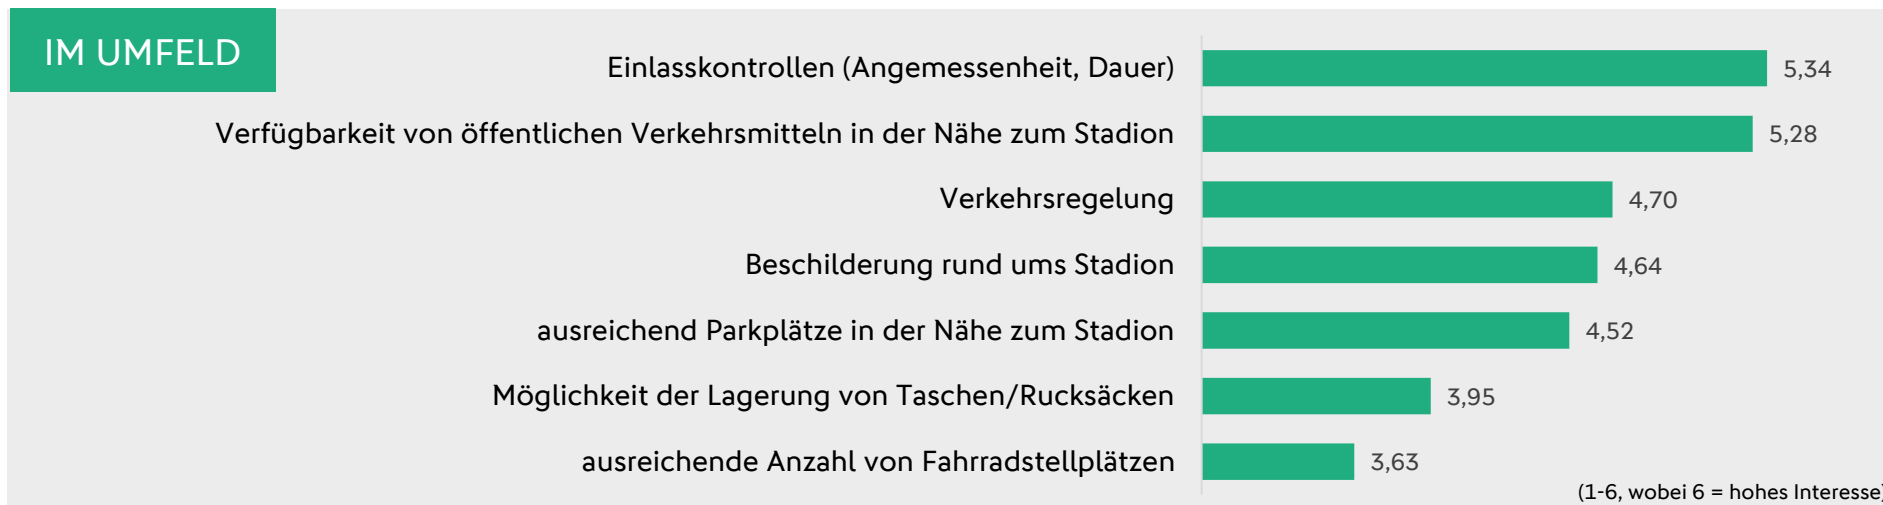 IM UMFELD
Einlasskontrollen (Angemessenheit, Dauer) 5,34
Verfügbarkeit von öffentlichen Verkehrsmitteln in der Nähe zum Stadion 5,28
Verkehrsregelung 4,70
Beschilderung rund ums Stadion 4,64
ausreichend Parkplätze in der Nähe zum Stadion 4,52
Möglichkeit der Lagerung von Taschen/Rucksäcken 3,95
ausreichende Anzahl von Fahrradstellplätzen 3,63
(1-6, wobei 6 = hohes Interesse)